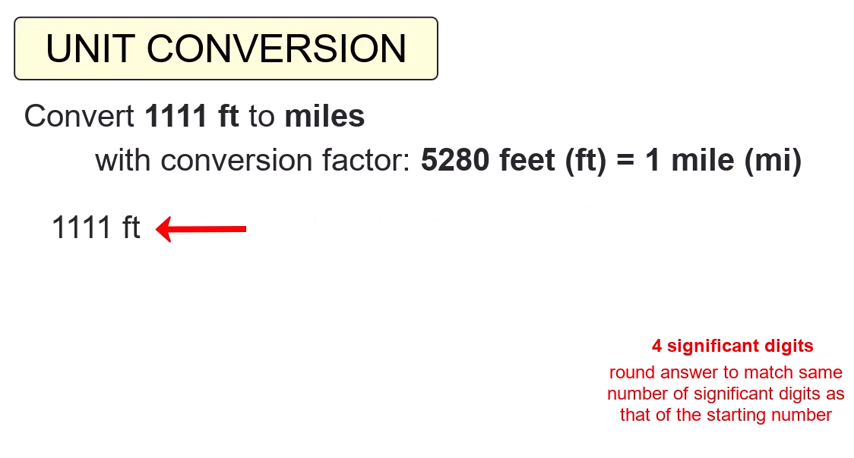 UNIT CONVERSION
Convert 1111 ft to miles
with conversion factor: 5280 feet (ft) = 1 mile (mi)
1111 ft
4 significant digits
round answer to match same
number of significant digits as
that of the starting number